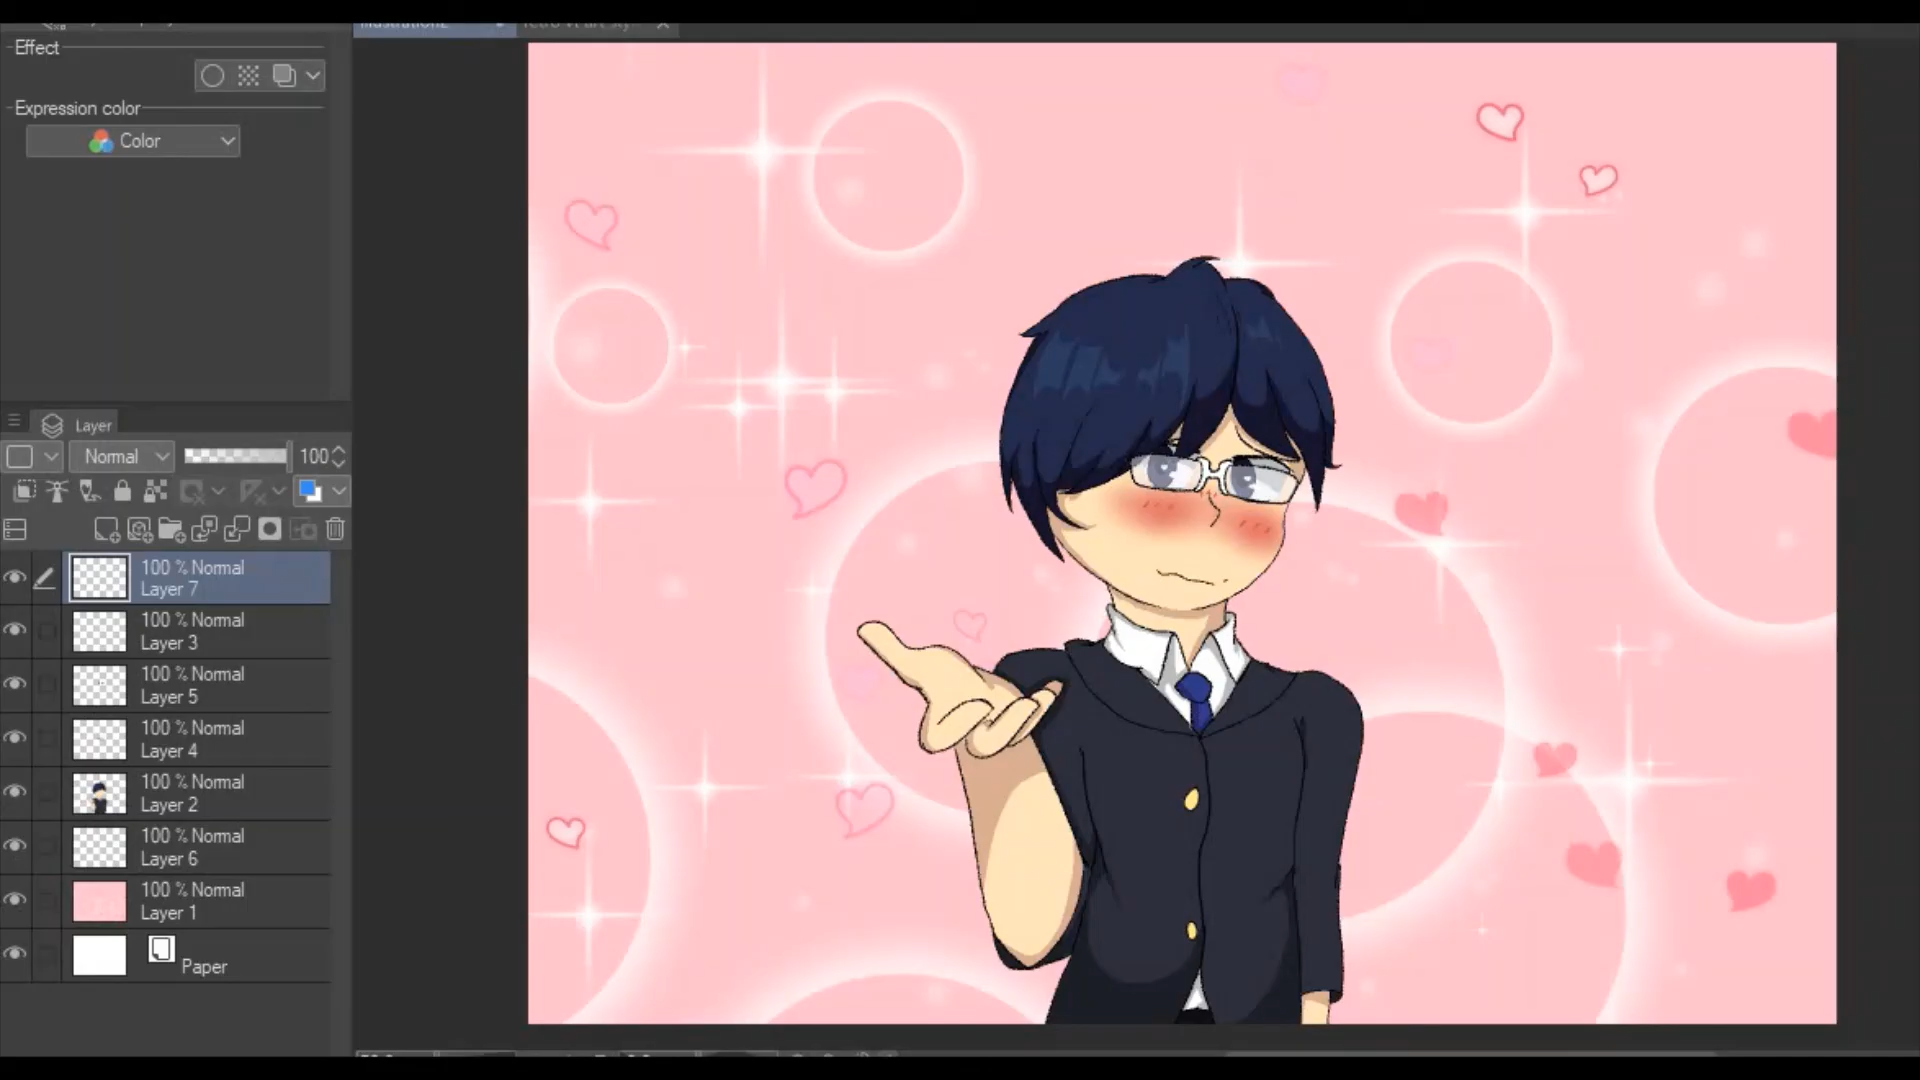 Effect
Expression color
Color
Layer
Normal
100
100 % Normal
Layer 7
100 % Normal
Layer 3
100 % Normal
Layer 5
100 % Normal
Layer 4
100 % Normal
Layer 2
100 % Normal
Layer 6
100 % Normal
Layer 1
Paper